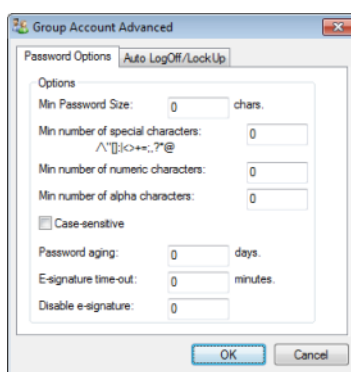 Group Account Advanced
Password Options Auto LogOff/LockUp
Options
Min Password Size: 0 chars.
Min number of special characters: 0
/\"[]:|<>+=;,?*@
Min number of numeric characters: 0
Min number of alpha characters: 0
Case-sensitive
Password aging: 0 days.
E-signature time-out: 0 minutes.
Disable e-signature: 0
OK Cancel